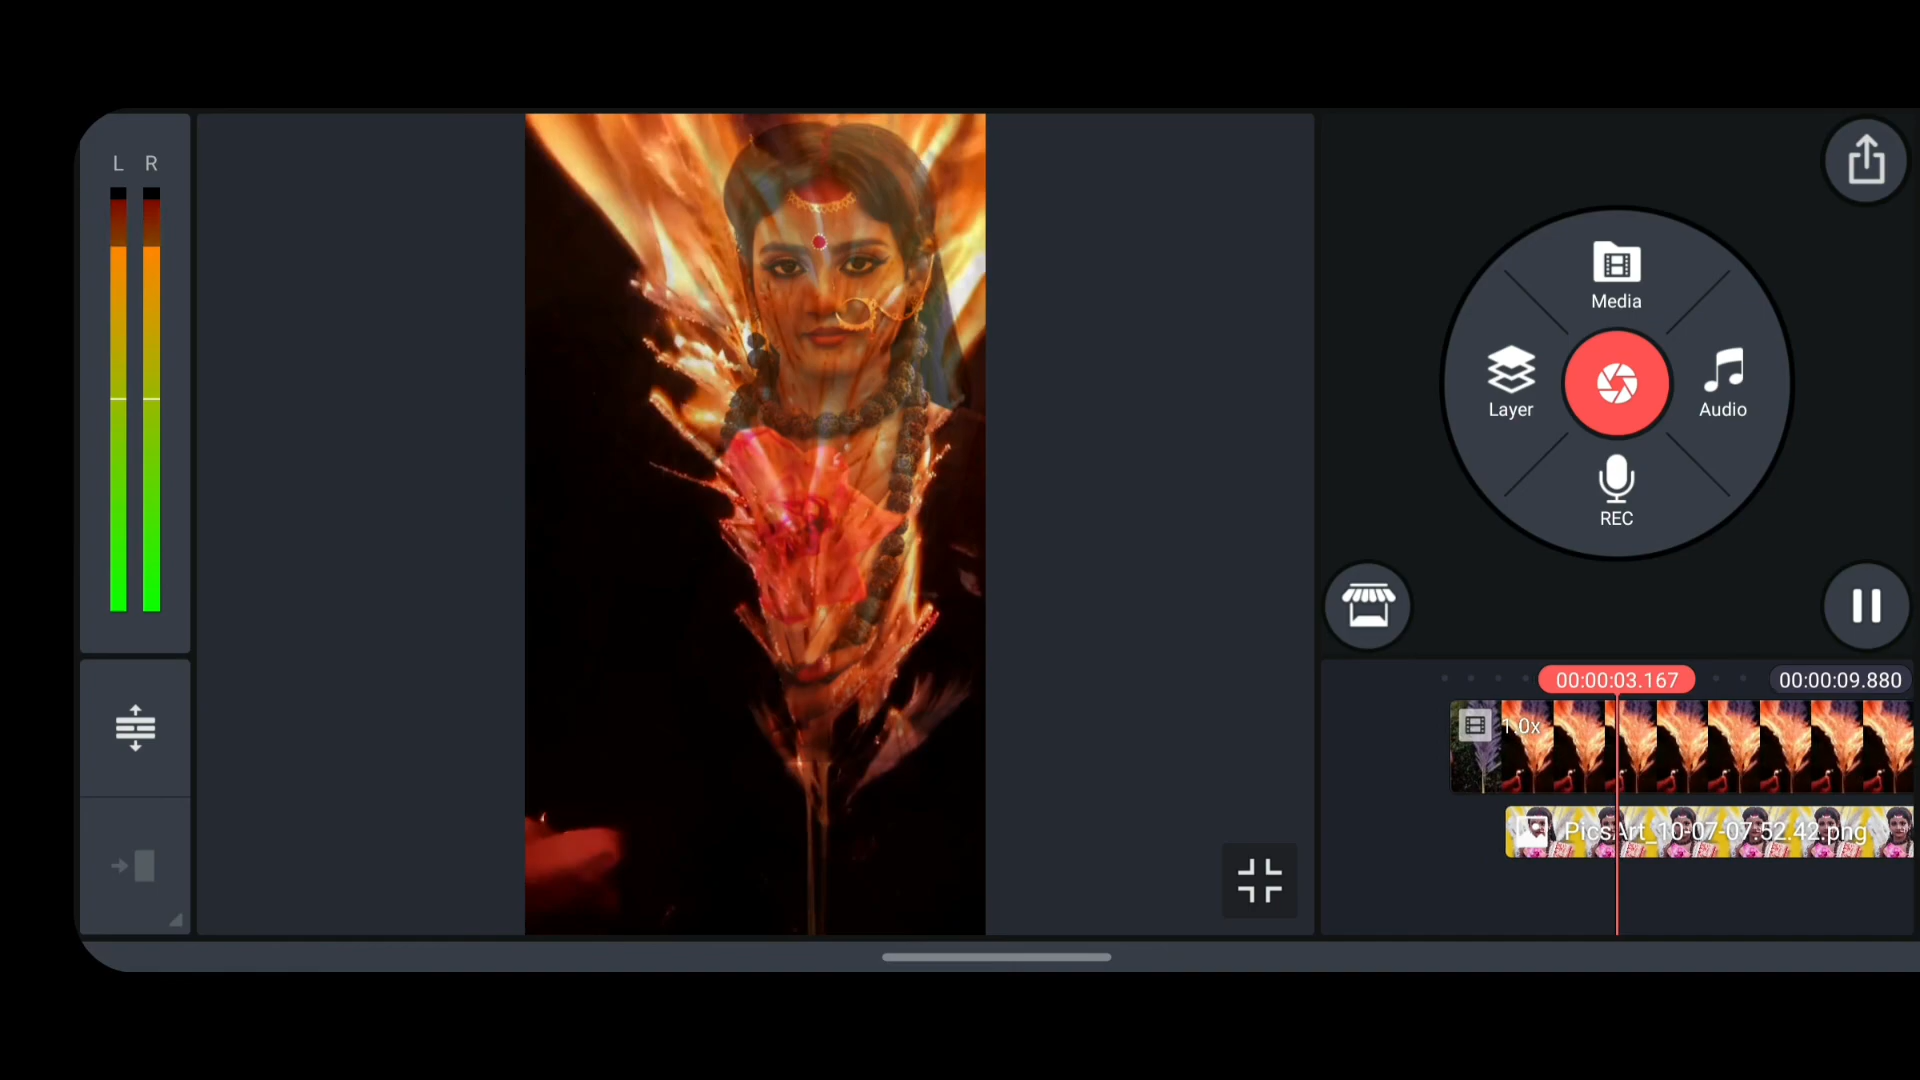 L R
Media
Layer
Audio
REC
00:00:03.167
00:00:09.880
1.0x
PicsArt_10-07-07.52.42.png